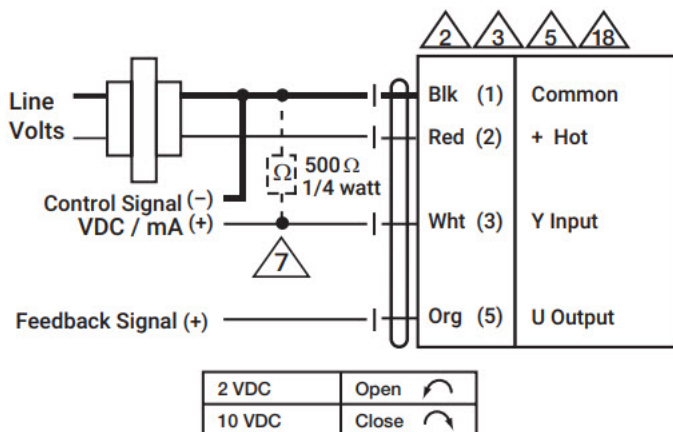 2 3 5 18
Line
Volts
Blk (1) Common
Red (2) + Hot
Ω 500 Ω
1/4 watt
Control Signal (–)
VDC / mA (+)
Wht (3) Y Input
7
Feedback Signal (+)
Org (5) U Output
2 VDC Open
10 VDC Close